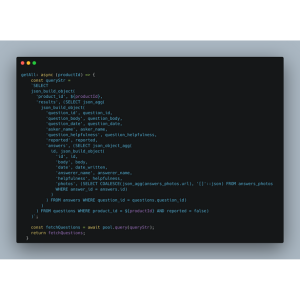 getAll: async (productId) => {
const queryStr = `
SELECT
json_build_object(
'product_id', ${productId},
'results', (SELECT json_agg(
json_build_object(
'question_id', question_id,
'question_body', question_body,
'question_date', question_date,
'asker_name', asker_name,
'question_helpfulness', question_helpfulness,
'reported', reported,
'answers', (SELECT json_object_agg(
id, json_build_object(
'id', id,
'body', body,
'date', date_written,
'answerer_name', answerer_name,
'helpfulness', helpfulness,
'photos', (SELECT COALESCE(json_agg(answer_photos.url), '[]'::json) FROM answer_photos
WHERE answer_id = answers.id)
)
) FROM answers WHERE question_id = questions.question_id)
)
) FROM questions WHERE product_id = ${productId} AND reported = false)
)`;
const fetchQuestions = await pool.query(queryStr);
return fetchQuestions;
}